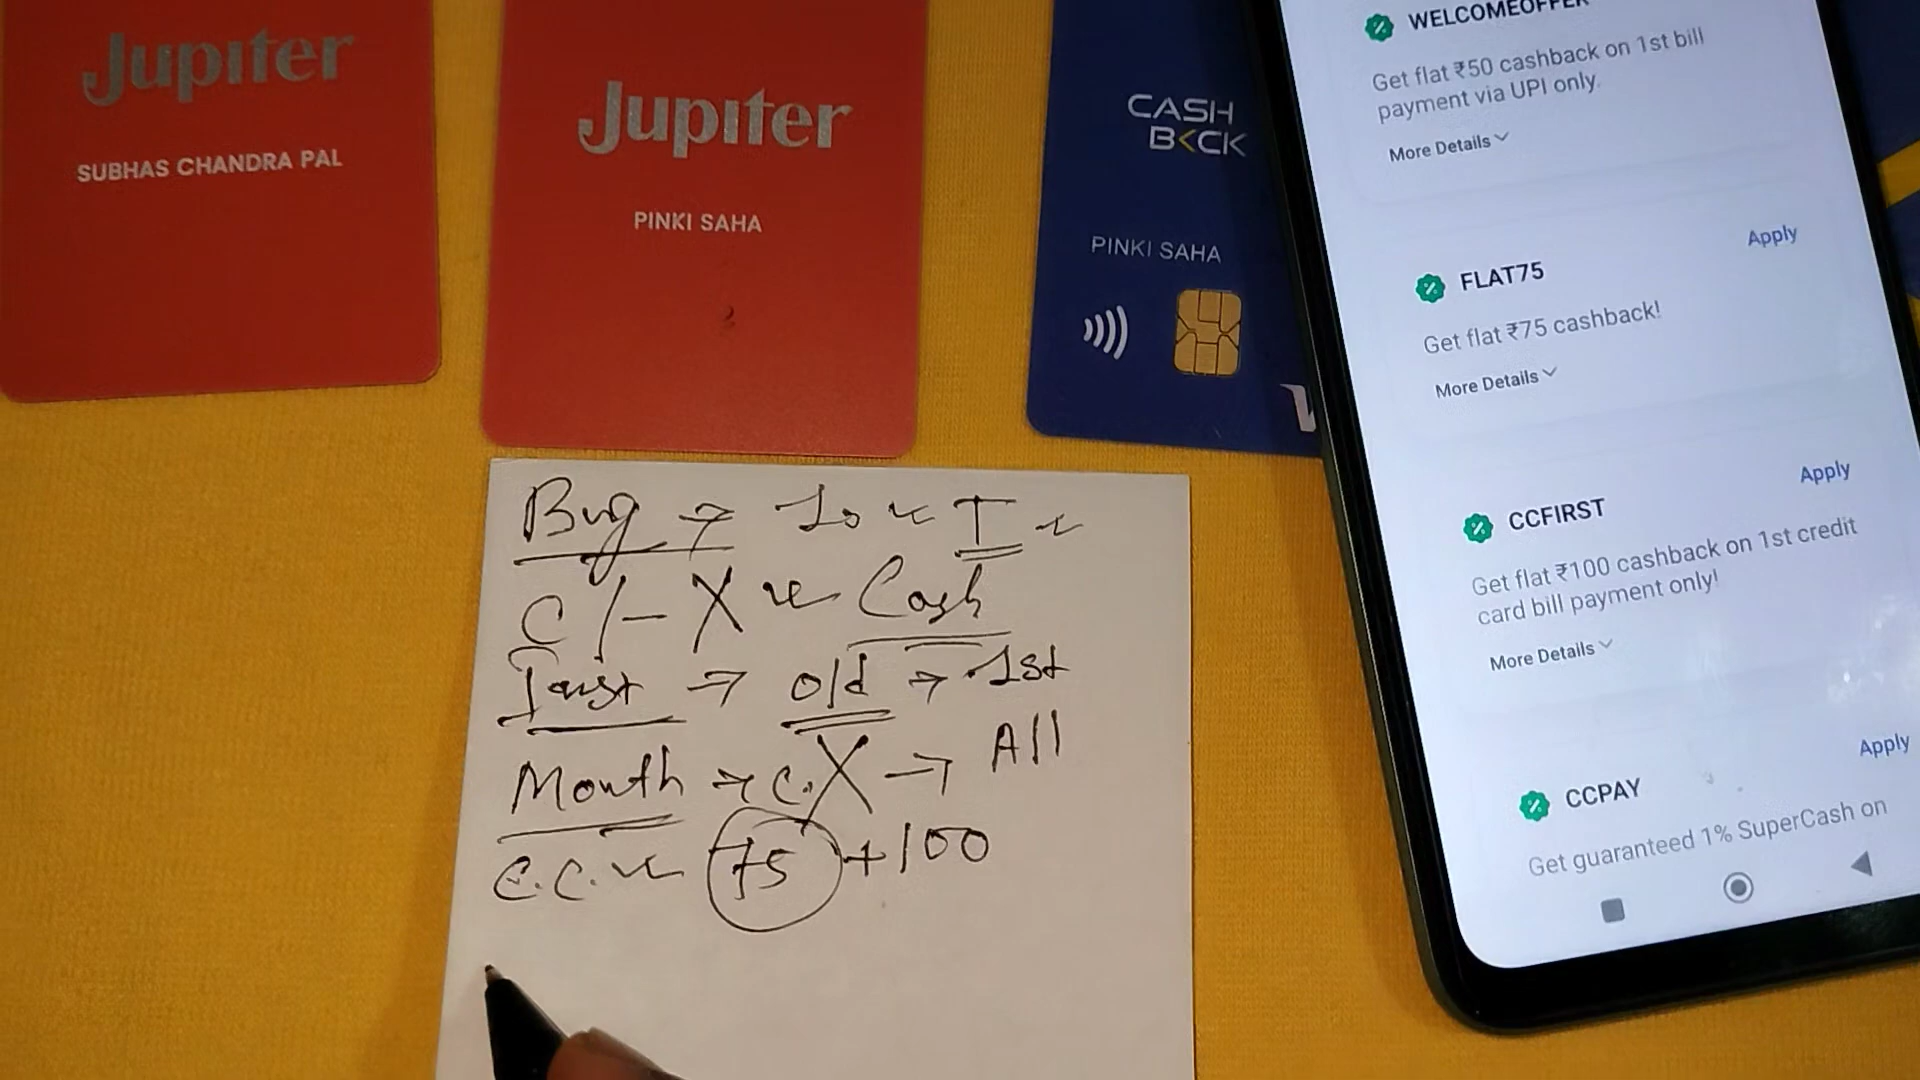 Jupiter
SUBHAS CHANDRA PAL
Jupiter
PINKI SAHA
CASH
B<CK
PINKI SAHA
WELCOMEOFFER
Get flat ₹50 cashback on 1st bill
payment via UPI only.
More Details
Apply
FLAT75
Get flat ₹75 cashback!
More Details
Apply
CCFIRST
Get flat ₹100 cashback on 1st credit
card bill payment only!
More Details
Apply
CCPAY
Get guaranteed 1% SuperCash on
Bug →
Cash
→ old → 1st
Month → C. X → All
C.C. 75 + 100